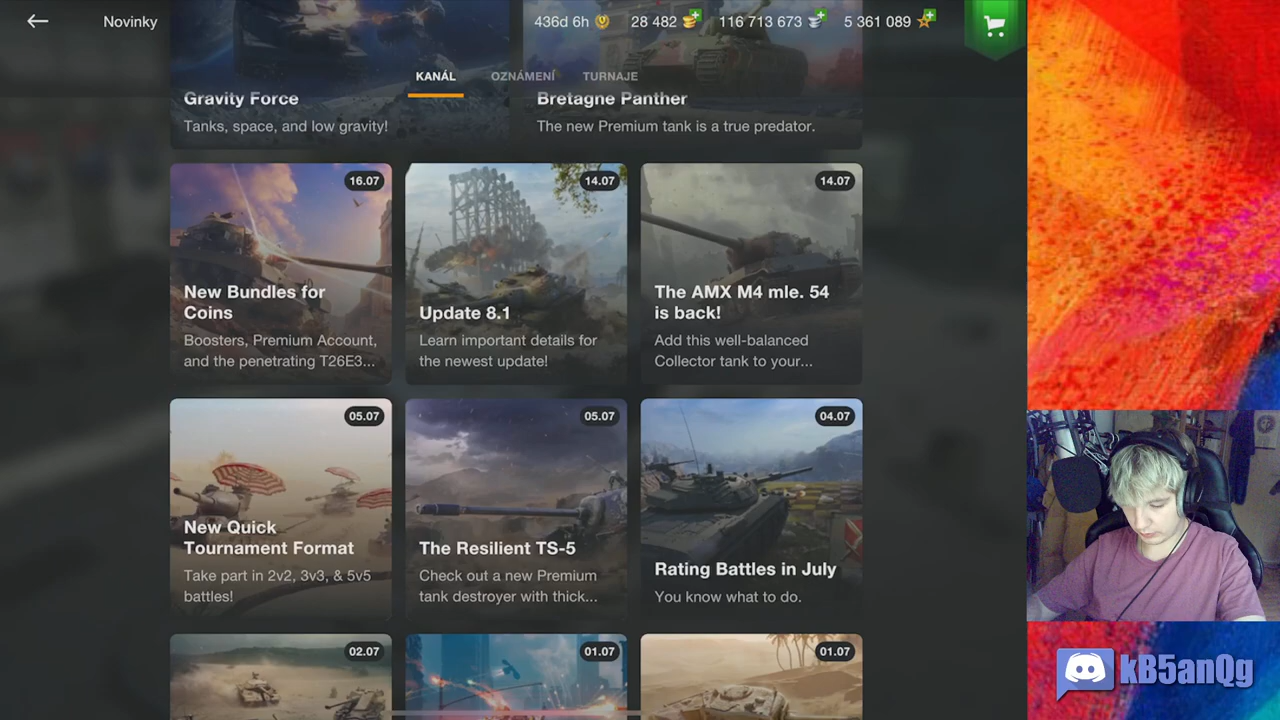 Novinky
436d 6h
28 482
116 713 673
5 361 089
KANÁL
OZNÁMENÍ
TURNAJE
Gravity Force
Tanks, space, and low gravity!
Bretagne Panther
The new Premium tank is a true predator.
16.07
New Bundles for
Coins
Boosters, Premium Account,
and the penetrating T26E3...
14.07
Update 8.1
Learn important details for
the newest update!
14.07
The AMX M4 mle. 54
is back!
Add this well-balanced
Collector tank to your...
05.07
New Quick
Tournament Format
Take part in 2v2, 3v3, & 5v5
battles!
05.07
The Resilient TS-5
Check out a new Premium
tank destroyer with thick...
04.07
Rating Battles in July
You know what to do.
02.07
01.07
01.07
kB5anQg